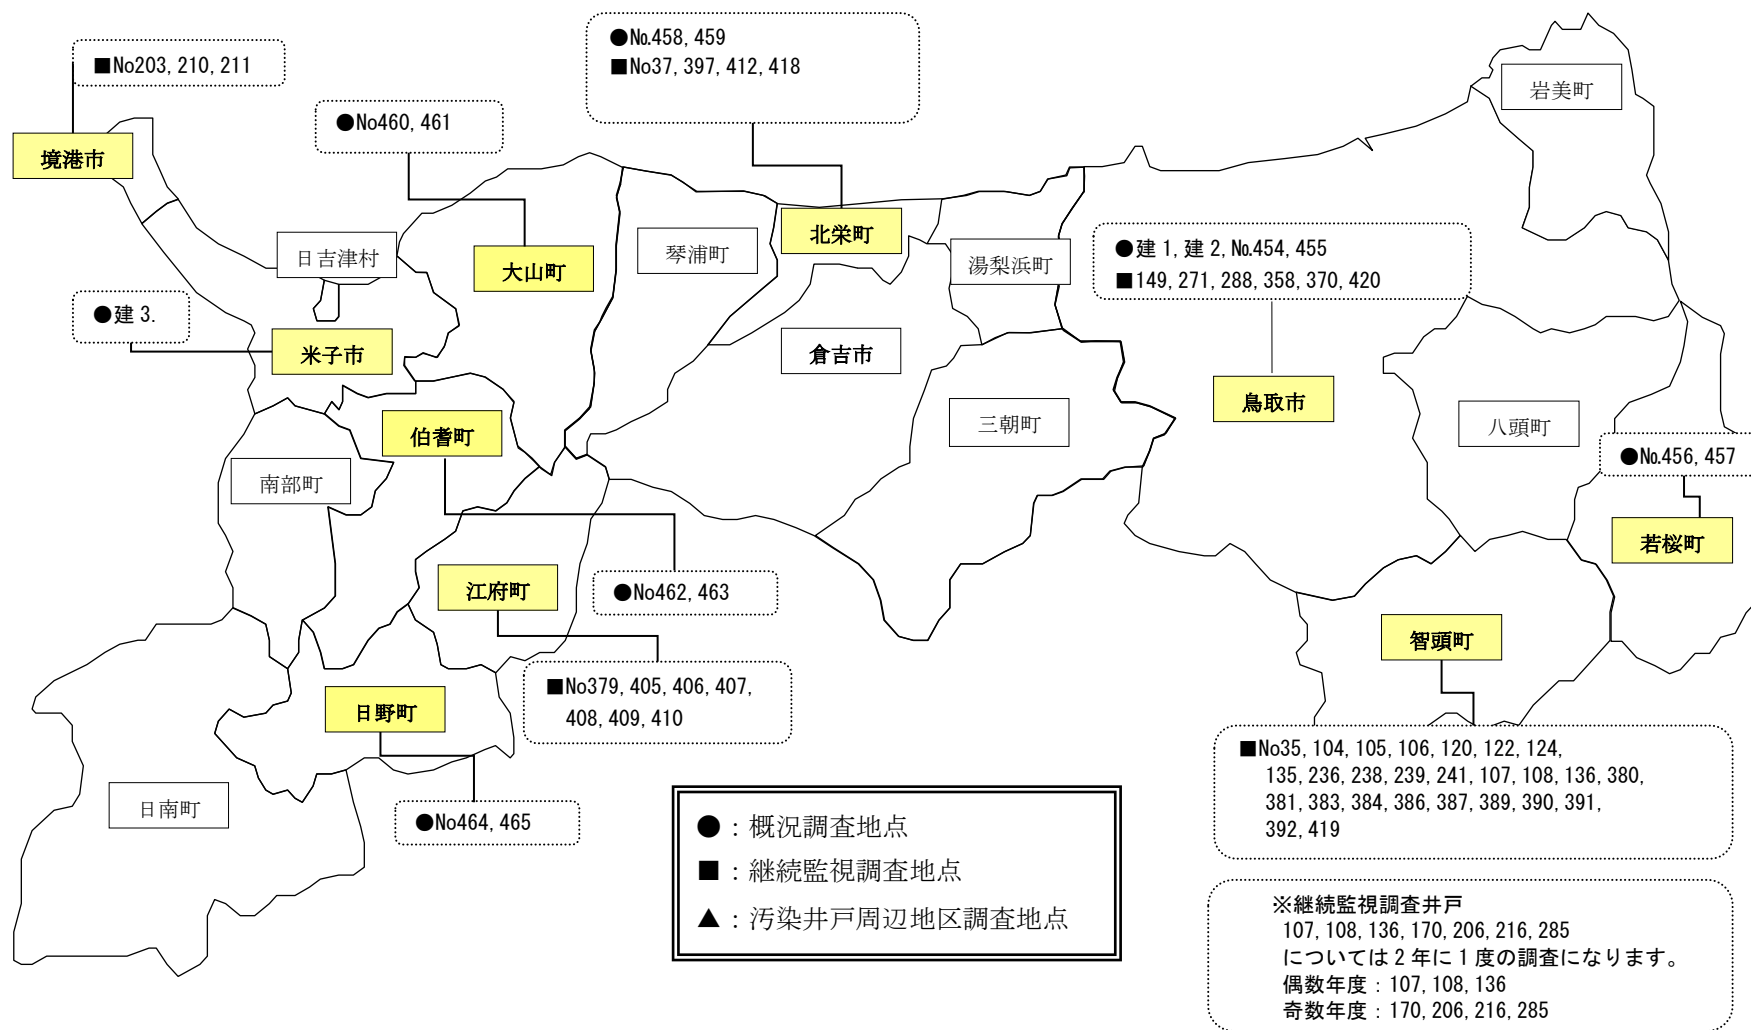 ●№458, 459
■No37, 397, 412, 418
■No203, 210, 211
岩美町
●No460, 461
境港市
北栄町
琴浦町
日吉津村
大山町
湯梨浜町
●建 1, 建 2, №454, 455
■149, 271, 288, 358, 370, 420
●建 3.
米子市
倉吉市
鳥取市
三朝町
八頭町
伯耆町
●№456, 457
南部町
若桜町
江府町
●No462, 463
智頭町
■No379, 405, 406, 407,
408, 409, 410
日野町
■No35, 104, 105, 106, 120, 122, 124,
135, 236, 238, 239, 241, 107, 108, 136, 380,
381, 383, 384, 386, 387, 389, 390, 391,
392, 419
日南町
●No464, 465
●：概況調査地点
■：継続監視調査地点
▲：汚染井戸周辺地区調査地点
※継続監視調査井戸
107, 108, 136, 170, 206, 216, 285
については 2 年に 1 度の調査になります。
偶数年度：107, 108, 136
奇数年度：170, 206, 216, 285